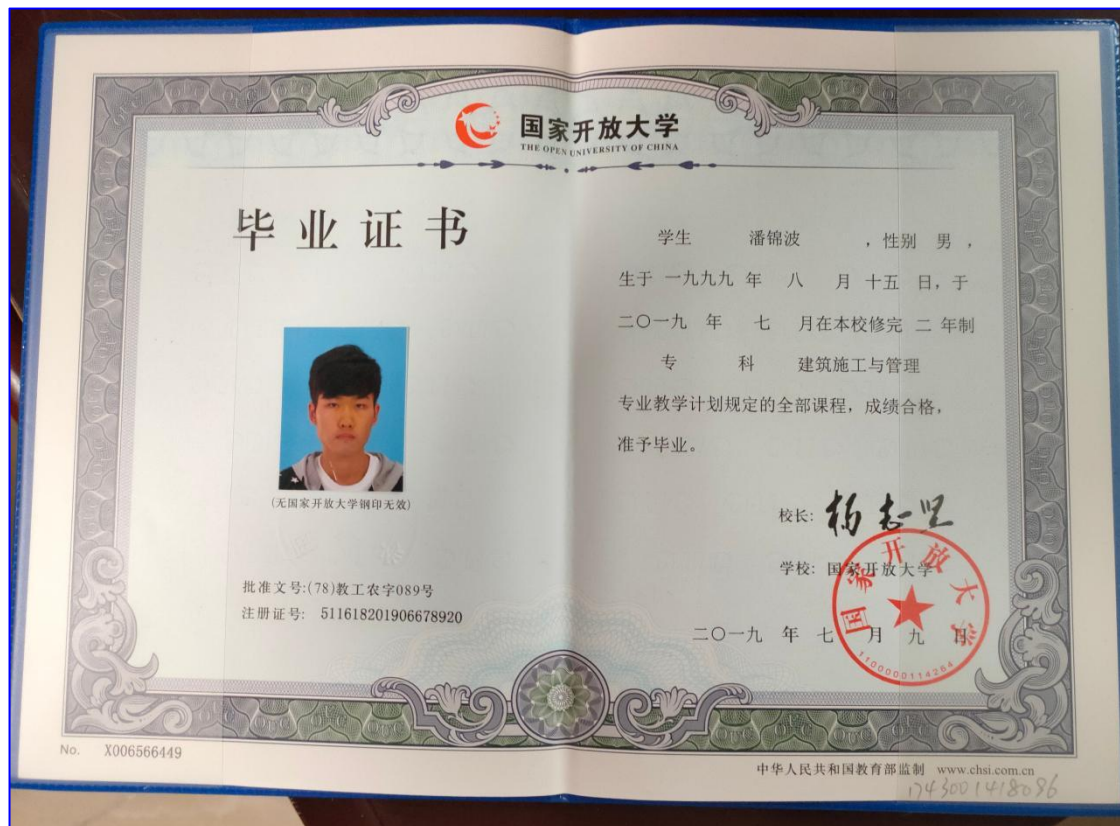 国家开放大学
THE OPEN UNIVERSITY OF CHINA
毕业证书
(无国家开放大学钢印无效)
批准文号:(78)教工农字089号
注册证号: 511618201906678920
No. X006566449
学生 潘锦波 ，性别 男 ，
生于 一九九九 年 八 月 十五 日，于
二〇一九 年 七 月在本校修完 二 年制
专 科 建筑施工与管理
专业教学计划规定的全部课程，成绩合格，
准予毕业。
校长: 杨志坚
学校: 国家开放大学
国家开放大学
1100000114284
二〇一九 年 七 月 九 日
中华人民共和国教育部监制 www.chsi.com.cn
1743001418096